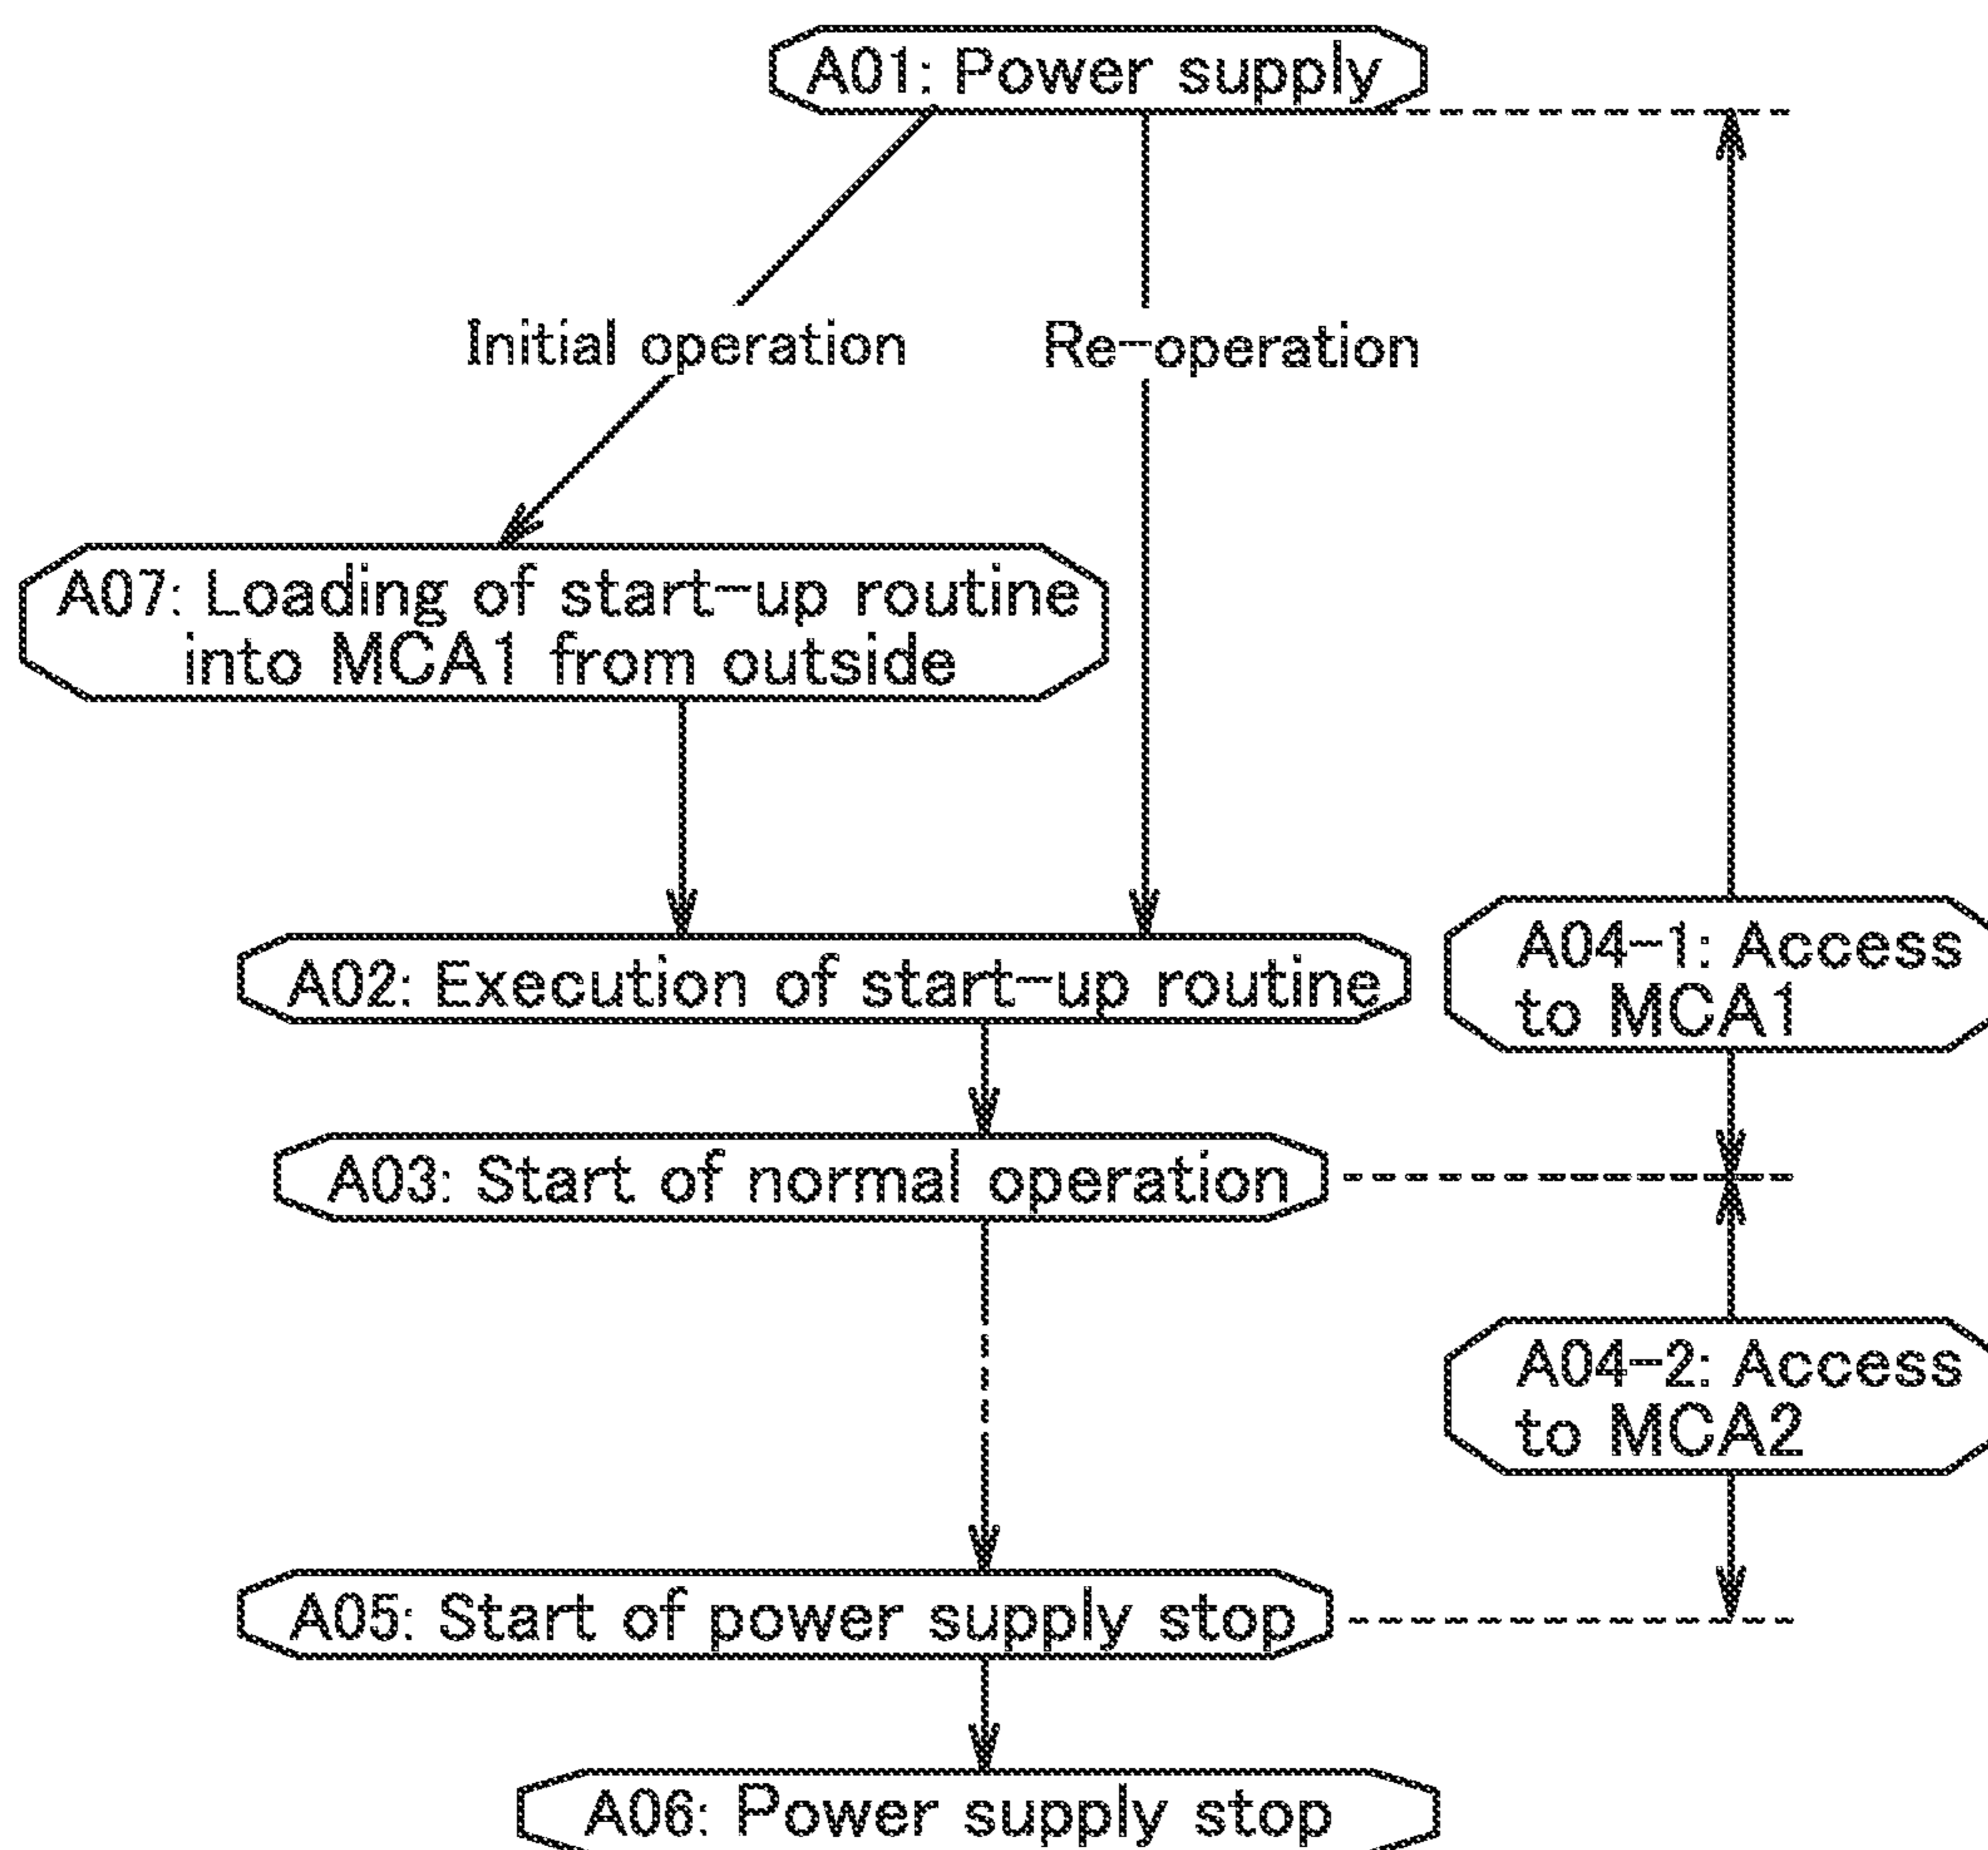 A01: Power supply
Initial operation
Re-operation
A07: Loading of start-up routine
into MCA1 from outside
A02: Execution of start-up routine
A04-1: Access
to MCA1
A03: Start of normal operation
A04-2: Access
to MCA2
A05: Start of power supply stop
A06: Power supply stop